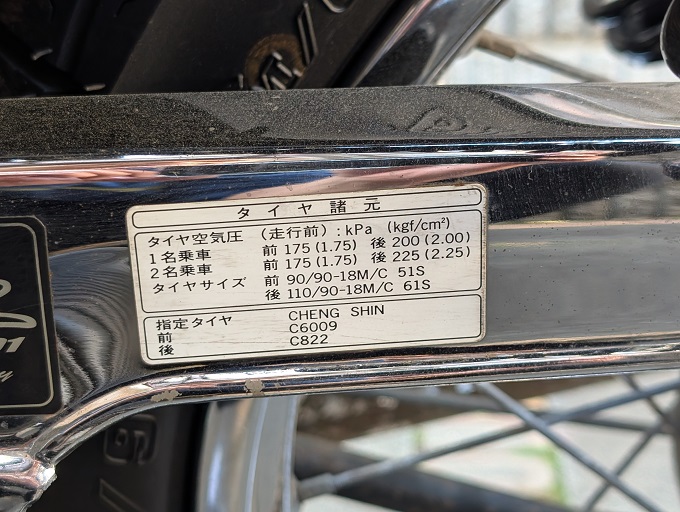 タイヤ諸元
タイヤ空気圧 (走行前):kPa (kgf/cm²)
1名乗車 前 175(1.75) 後 200(2.00)
2名乗車 前 175(1.75) 後 225(2.25)
タイヤサイズ 前 90/90-18M/C 51S
後 110/90-18M/C 61S
指定タイヤ CHENG SHIN
前 C6009
後 C822